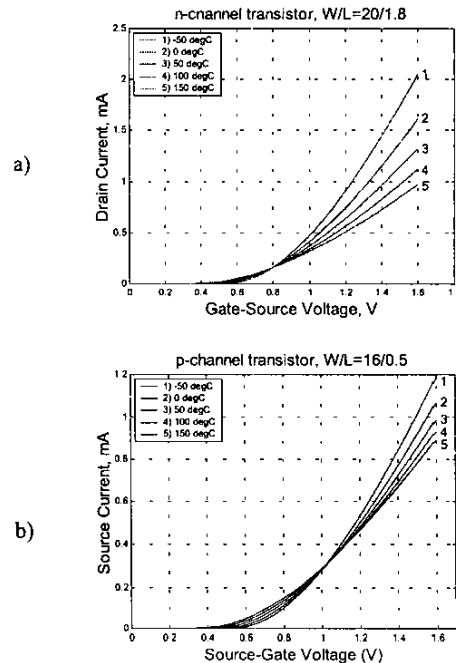 a)
n-channel transistor, W/L=20/1.8
1) -50 degC
2) 0 degC
3) 50 degC
4) 100 degC
5) 150 degC
Drain Current, mA
2.5
2
1.5
1
0.5
0
0 0.2 0.4 0.6 0.8 1 1.2 1.4 1.6 1.8
Gate-Source Voltage, V
1
2
3
4
5
b)
p-channel transistor, W/L=16/0.5
1) -50 degC
2) 0 degC
3) 50 degC
4) 100 degC
5) 150 degC
Source Current, mA
1.2
1.0
0.8
0.6
0.4
0.2
0
0 0.2 0.4 0.6 0.8 1.0 1.2 1.4 1.6
Source-Gate Voltage (V)
1
2
3
4
5